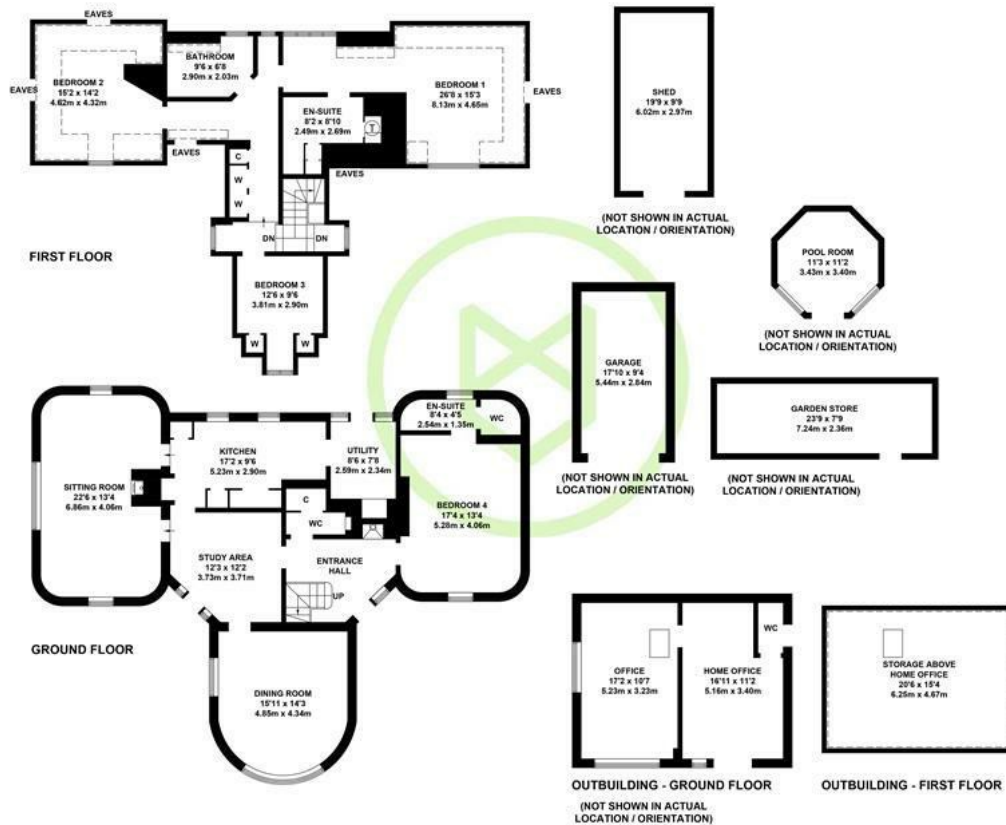 EAVES
BEDROOM 2
15'2 x 14'2
4.62m x 4.32m
EAVES
BATHROOM
9'6 x 6'8
2.90m x 2.03m
BEDROOM 1
26'8 x 15'3
8.13m x 4.65m
EAVES
EN-SUITE
8'2 x 8'10
2.49m x 2.69m
T
EAVES
EAVES
C
W
W
DN
DN
FIRST FLOOR
BEDROOM 3
12'6 x 9'6
3.81m x 2.90m
W
W
SHED
19'9 x 9'9
6.02m x 2.97m
(NOT SHOWN IN ACTUAL
LOCATION / ORIENTATION)
POOL ROOM
11'3 x 11'2
3.43m x 3.40m
(NOT SHOWN IN ACTUAL
LOCATION / ORIENTATION)
GARAGE
17'10 x 9'4
5.44m x 2.84m
(NOT SHOWN IN ACTUAL
LOCATION / ORIENTATION)
GARDEN STORE
23'9 x 7'9
7.24m x 2.36m
(NOT SHOWN IN ACTUAL
LOCATION / ORIENTATION)
SITTING ROOM
22'6 x 13'4
6.86m x 4.06m
KITCHEN
17'2 x 9'6
5.23m x 2.90m
UTILITY
8'6 x 7'8
2.59m x 2.34m
EN-SUITE
8'4 x 4'5
2.54m x 1.35m
WC
BEDROOM 4
17'4 x 13'4
5.28m x 4.06m
C
WC
STUDY AREA
12'3 x 12'2
3.73m x 3.71m
ENTRANCE
HALL
UP
GROUND FLOOR
DINING ROOM
15'11 x 14'3
4.85m x 4.34m
OFFICE
17'2 x 10'7
5.23m x 3.23m
HOME OFFICE
16'11 x 11'2
5.16m x 3.40m
WC
OUTBUILDING - GROUND FLOOR
(NOT SHOWN IN ACTUAL
LOCATION / ORIENTATION)
STORAGE ABOVE
HOME OFFICE
20'6 x 15'4
6.25m x 4.67m
OUTBUILDING - FIRST FLOOR